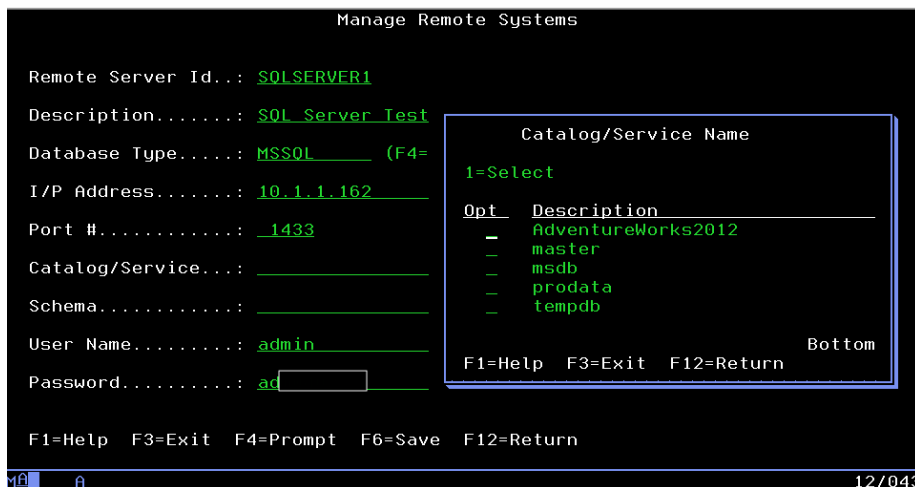 Manage Remote Systems
Remote Server Id..: SQLSERVER1
Description.......: SQL Server Test
Database Type.....: MSSQL (F4=
I/P Address.......: 10.1.1.162
Port #............: 1433
Catalog/Service...:
Schema............:
User Name.........: admin
Password..........: ad
Catalog/Service Name
1=Select
Opt Description
AdventureWorks2012
master
msdb
prodata
tempdb
Bottom
F1=Help F3=Exit F12=Return
F1=Help F3=Exit F4=Prompt F6=Save F12=Return
MA A 12/043